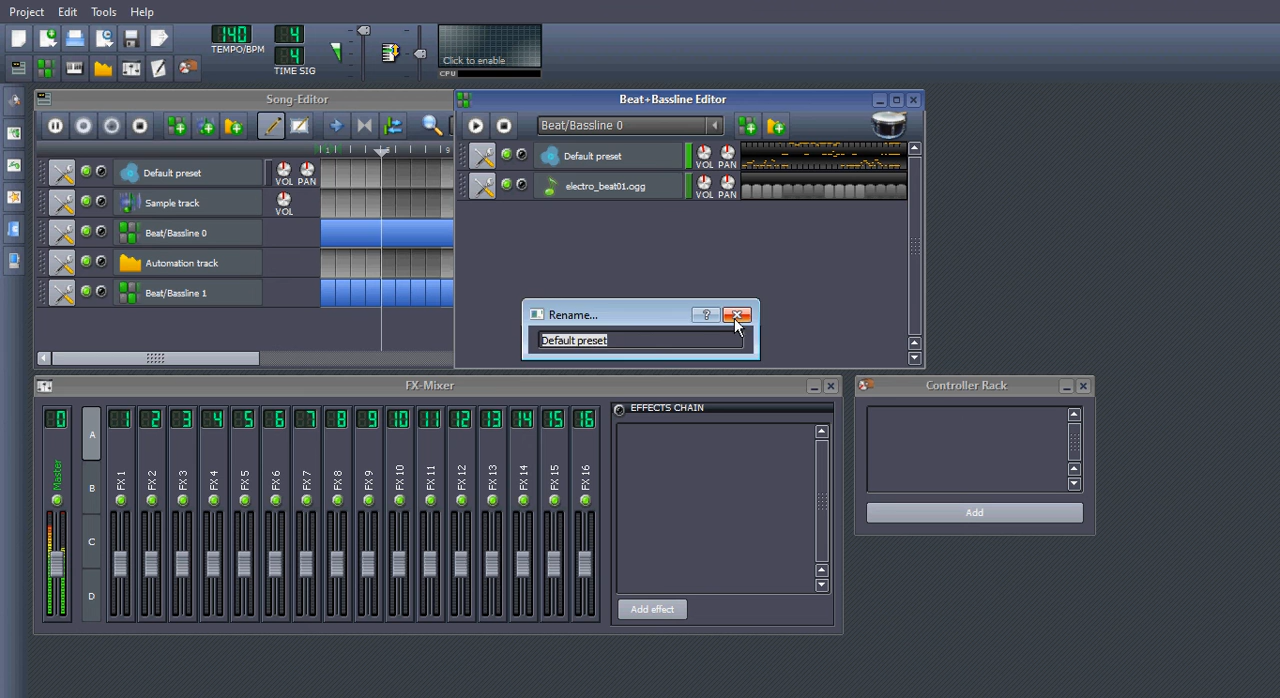 Project Edit Tools Help
140
TEMPO/BPM
4
4
TIME SIG
Click to enable
CPU
Song-Editor
Default preset
VOL PAN
Sample track
VOL
Beat/Bassline 0
Automation track
Beat/Bassline 1
Beat+Bassline Editor
Beat/Bassline 0
Default preset
VOL PAN
electro_beat01.ogg
VOL PAN
Rename...
?
Default preset
FX-Mixer
0 1 2 3 4 5 6 7 8 9 10 11 12 13 14 15 16
Master
A
B
C
D
FX 1
FX 2
FX 3
FX 4
FX 5
FX 6
FX 7
FX 8
FX 9
FX 10
FX 11
FX 12
FX 13
FX 14
FX 15
FX 16
EFFECTS CHAIN
Add effect
Controller Rack
Add